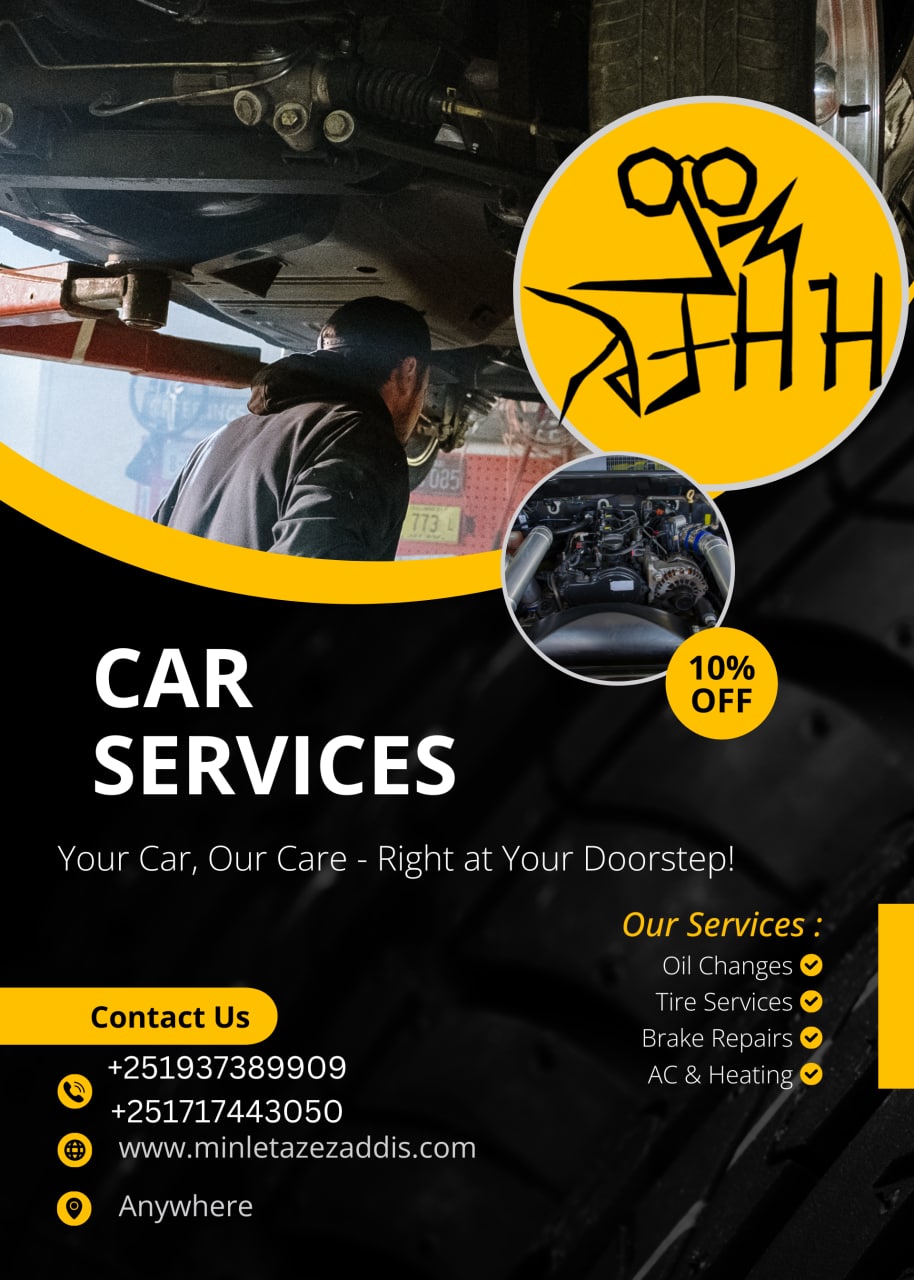 10%
OFF
CAR
SERVICES
Your Car, Our Care - Right at Your Doorstep!
Our Services :
Oil Changes
Tire Services
Brake Repairs
AC & Heating
Contact Us
+251937389909
+251717443050
www.minletazezaddis.com
Anywhere